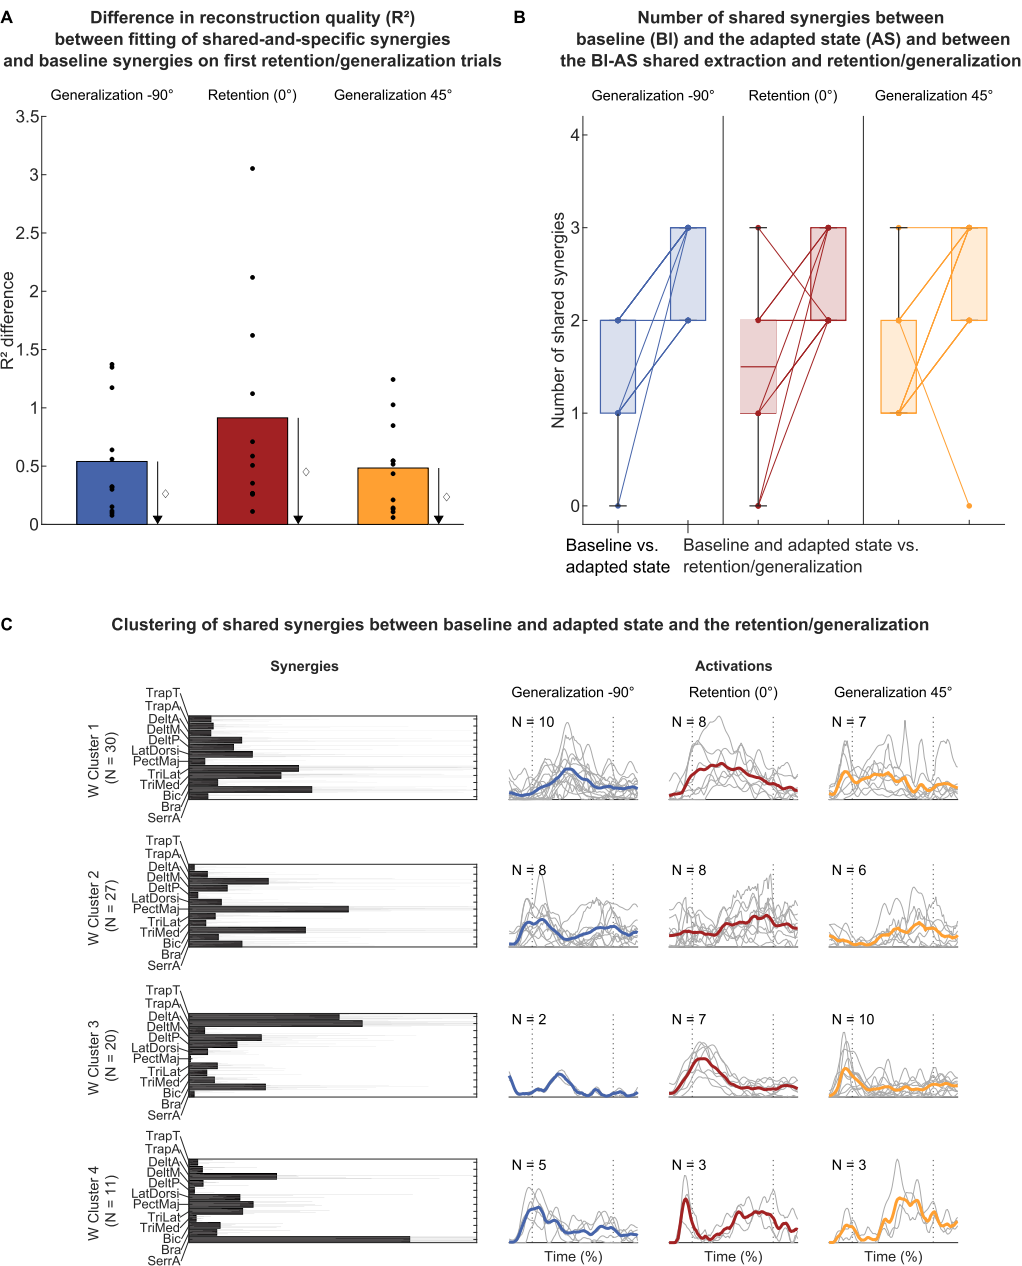 A
Difference in reconstruction quality (R²)
between fitting of shared-and-specific synergies
and baseline synergies on first retention/generalization trials
Generalization -90°
Retention (0°)
Generalization 45°
R² difference
3.5
3
2.5
2
1.5
1
0.5
0
B
Number of shared synergies between
baseline (Bl) and the adapted state (AS) and between
the Bl-AS shared extraction and retention/generalization
Generalization -90°
Retention (0°)
Generalization 45°
Number of shared synergies
4
3
2
1
0
Baseline vs.
adapted state
Baseline and adapted state vs.
retention/generalization
C
Clustering of shared synergies between baseline and adapted state and the retention/generalization
Synergies
Activations
Generalization -90°
Retention (0°)
Generalization 45°
W Cluster 1
(N = 30)
TrapT
TrapA
DeltA
DeltM
DeltP
LatDorsi
PectMaj
TriLat
TriMed
Bic
Bra
SerrA
N = 10
N = 8
N = 7
W Cluster 2
(N = 27)
TrapT
TrapA
DeltA
DeltM
DeltP
LatDorsi
PectMaj
TriLat
TriMed
Bic
Bra
SerrA
N = 8
N = 8
N = 6
W Cluster 3
(N = 20)
TrapT
TrapA
DeltA
DeltM
DeltP
LatDorsi
PectMaj
TriLat
TriMed
Bic
Bra
SerrA
N = 2
N = 7
N = 10
W Cluster 4
(N = 11)
TrapT
TrapA
DeltA
DeltM
DeltP
LatDorsi
PectMaj
TriLat
TriMed
Bic
Bra
SerrA
N = 5
N = 3
N = 3
Time (%)
Time (%)
Time (%)